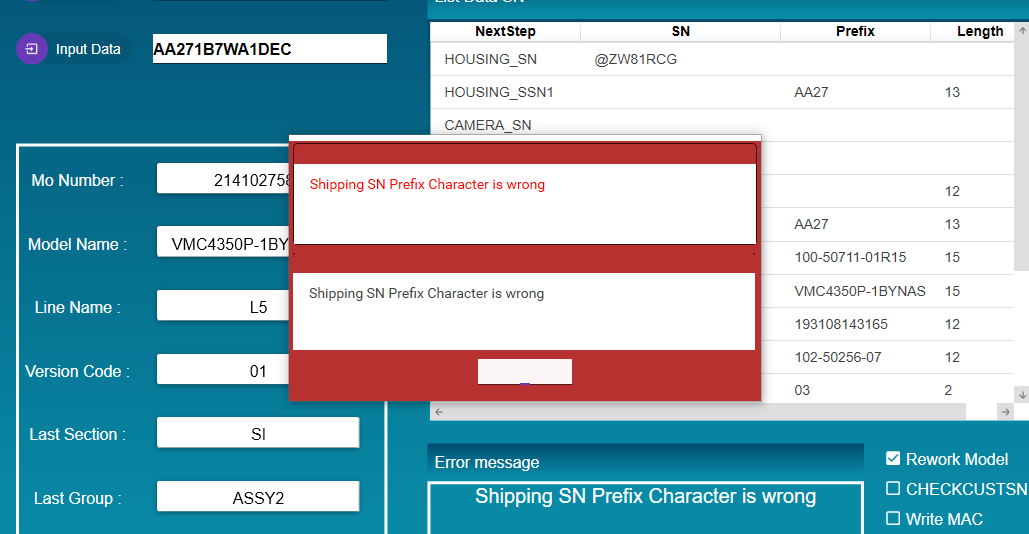 Input Data
AA271B7WA1DEC
NextStep SN Prefix Length
HOUSING_SN @ZW81RCG
HOUSING_SSN1 AA27 13
CAMERA_SN
12
AA27 13
100-50711-01R15 15
VMC4350P-1BYNAS 15
193108143165 12
102-50256-07 12
03 2
Mo Number : 214102758
Model Name : VMC4350P-1BY
Line Name : L5
Version Code : 01
Last Section : SI
Last Group : ASSY2
Shipping SN Prefix Character is wrong
Shipping SN Prefix Character is wrong
Error message
Shipping SN Prefix Character is wrong
Rework Model
CHECKCUSTSN
Write MAC